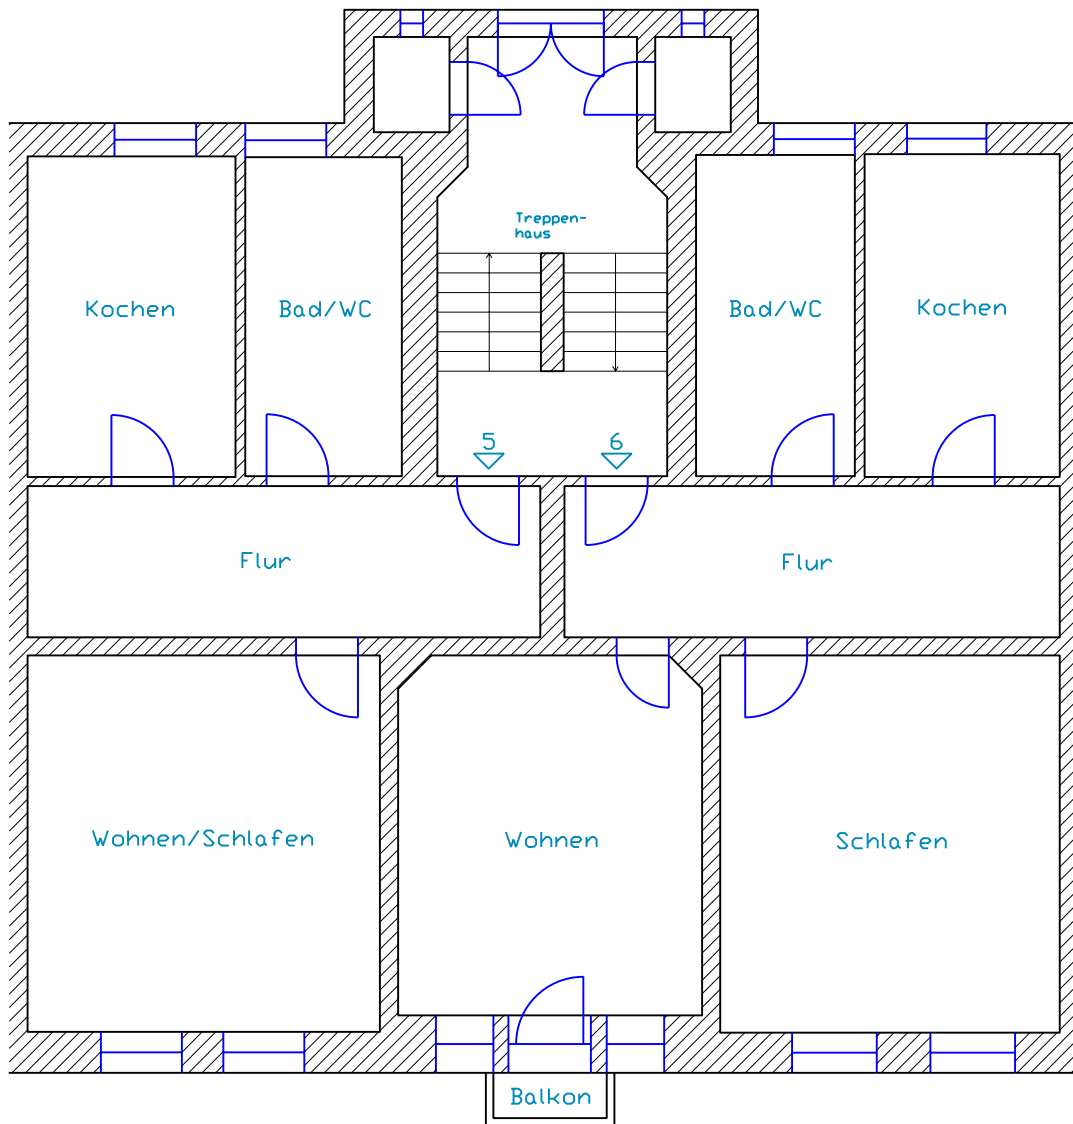 Treppen-
haus
Kochen
Bad/WC
Bad/WC
Kochen
5
6
Flur
Flur
Wohnen/Schlafen
Wohnen
Schlafen
Balkon